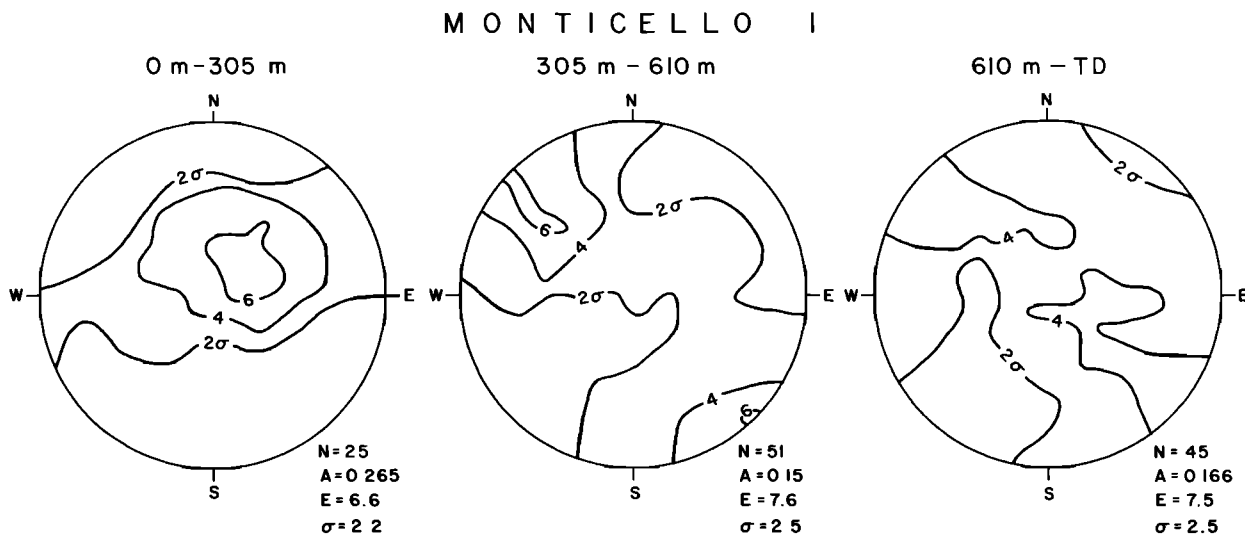 MONTICELLO I
0 m-305 m
N
W
E
S
2σ
4
6
2σ
N=25
A=0 265
E=6.6
σ=2 2
305 m-610 m
N
W
E
S
6
4
2σ
2σ
4
6
N=51
A=0 15
E=7.6
σ=2 5
610 m-TD
N
W
E
S
2σ
4
4
2σ
N=45
A=0 166
E=7.5
σ=2.5